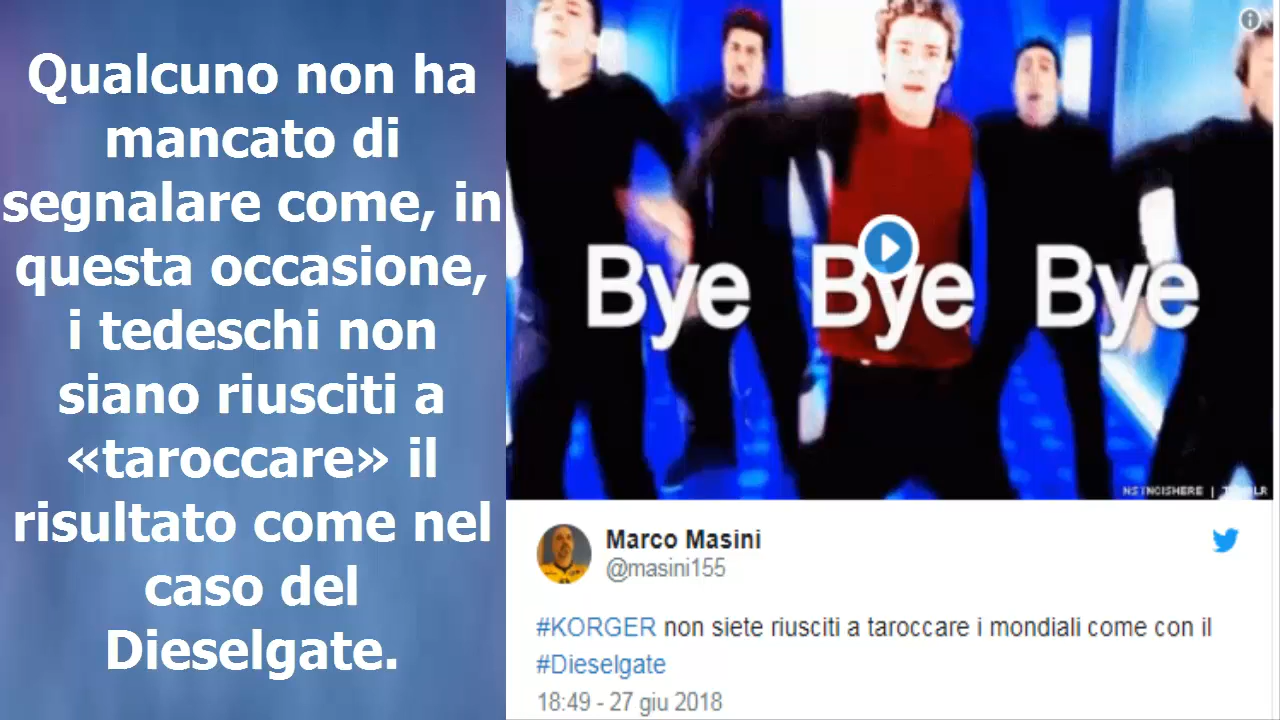 Qualcuno non ha
mancato di
segnalare come, in
questa occasione,
i tedeschi non
siano riusciti a
«taroccare» il
risultato come nel
caso del
Dieselgate.
Bye Bye Bye
NSYNCISHERE | TUMBLR
Marco Masini
@masini155
#KORGER non siete riusciti a taroccare i mondiali come con il
#Dieselgate
18:49 - 27 giu 2018